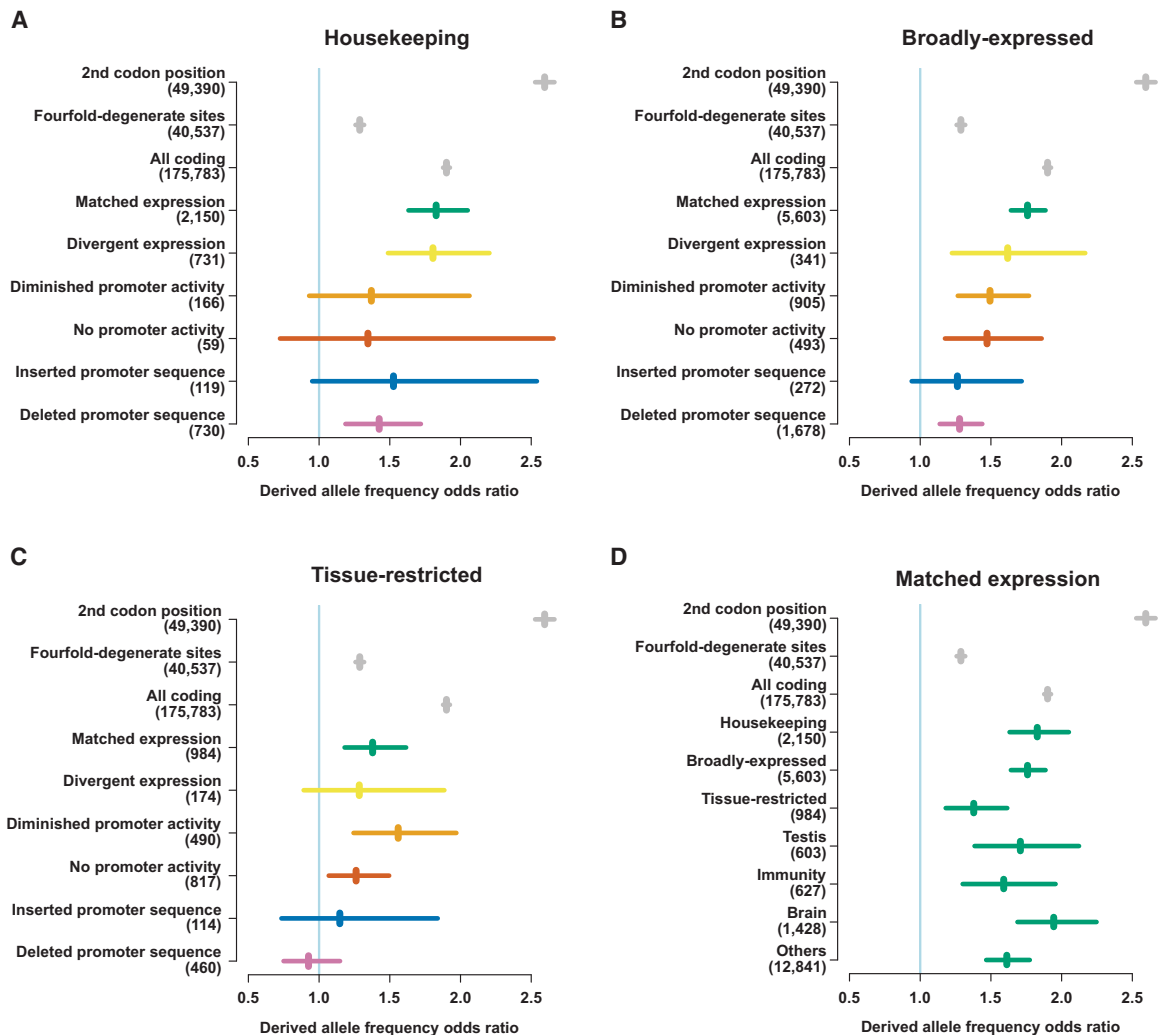 A
Housekeeping
2nd codon position
(49,390)
Fourfold-degenerate sites
(40,537)
All coding
(175,783)
Matched expression
(2,150)
Divergent expression
(731)
Diminished promoter activity
(166)
No promoter activity
(59)
Inserted promoter sequence
(119)
Deleted promoter sequence
(730)
0.5 1.0 1.5 2.0 2.5
Derived allele frequency odds ratio
B
Broadly-expressed
2nd codon position
(49,390)
Fourfold-degenerate sites
(40,537)
All coding
(175,783)
Matched expression
(5,603)
Divergent expression
(341)
Diminished promoter activity
(905)
No promoter activity
(493)
Inserted promoter sequence
(272)
Deleted promoter sequence
(1,678)
0.5 1.0 1.5 2.0 2.5
Derived allele frequency odds ratio
C
Tissue-restricted
2nd codon position
(49,390)
Fourfold-degenerate sites
(40,537)
All coding
(175,783)
Matched expression
(984)
Divergent expression
(174)
Diminished promoter activity
(490)
No promoter activity
(817)
Inserted promoter sequence
(114)
Deleted promoter sequence
(460)
0.5 1.0 1.5 2.0 2.5
Derived allele frequency odds ratio
D
Matched expression
2nd codon position
(49,390)
Fourfold-degenerate sites
(40,537)
All coding
(175,783)
Housekeeping
(2,150)
Broadly-expressed
(5,603)
Tissue-restricted
(984)
Testis
(603)
Immunity
(627)
Brain
(1,428)
Others
(12,841)
0.5 1.0 1.5 2.0 2.5
Derived allele frequency odds ratio